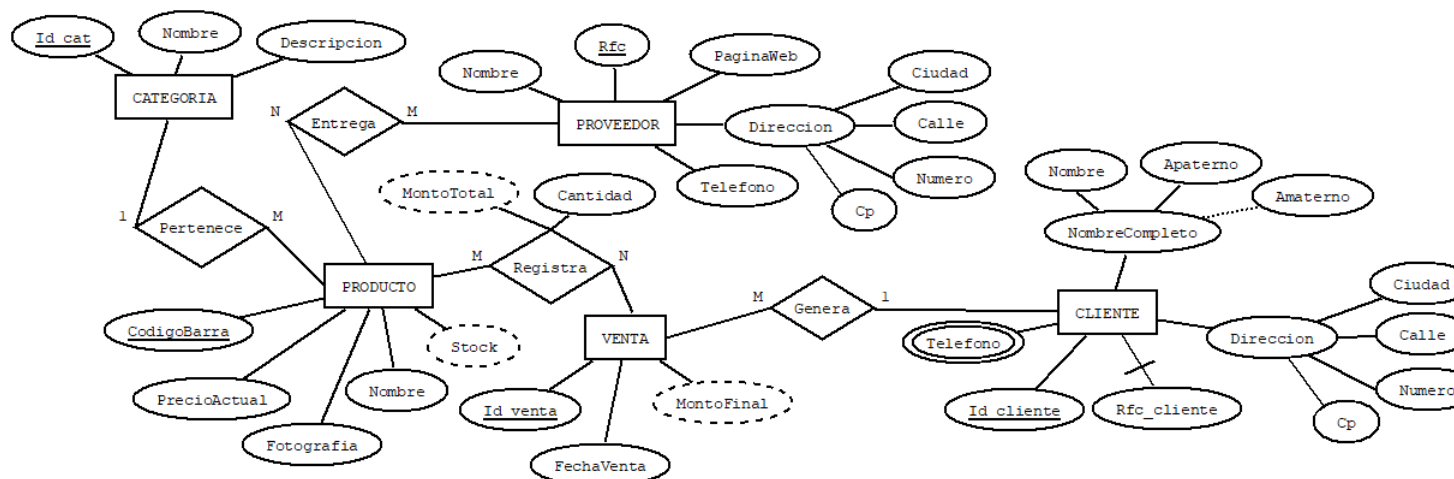 Id_cat
Nombre
Descripcion
CATEGORIA
Rfc
Nombre
PaginaWeb
PROVEEDOR
Direccion
Ciudad
Calle
Numero
Cp
Telefono
N
Entrega
M
MontoTotal
Cantidad
1
Pertenece
M
M
Registra
N
PRODUCTO
CodigoBarra
PrecioActual
Fotografia
Nombre
Stock
VENTA
Id_venta
FechaVenta
MontoFinal
M
Genera
1
Nombre
Apaterno
Amaterno
NombreCompleto
CLIENTE
Telefono
Id_cliente
Rfc_cliente
Direccion
Ciudad
Calle
Numero
Cp